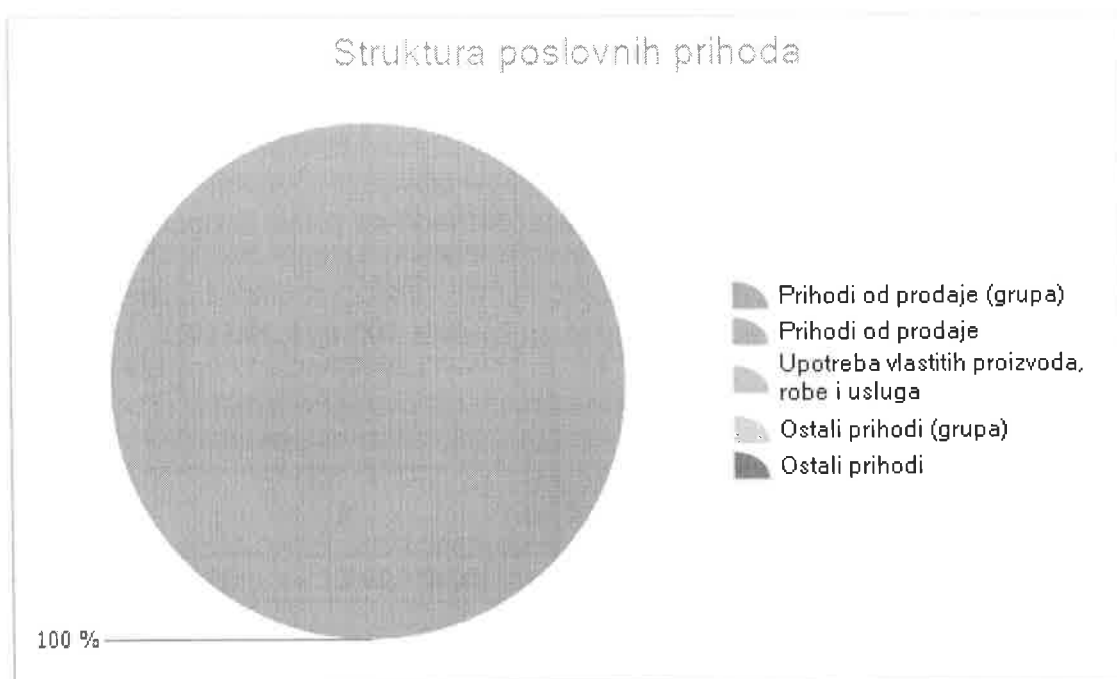 Struktura poslovnih prihoda
Prihodi od prodaje (grupa)
Prihodi od prodaje
Upotreba vlastitih proizvoda,
robe i usluga
Ostali prihodi (grupa)
Ostali prihodi
100 %